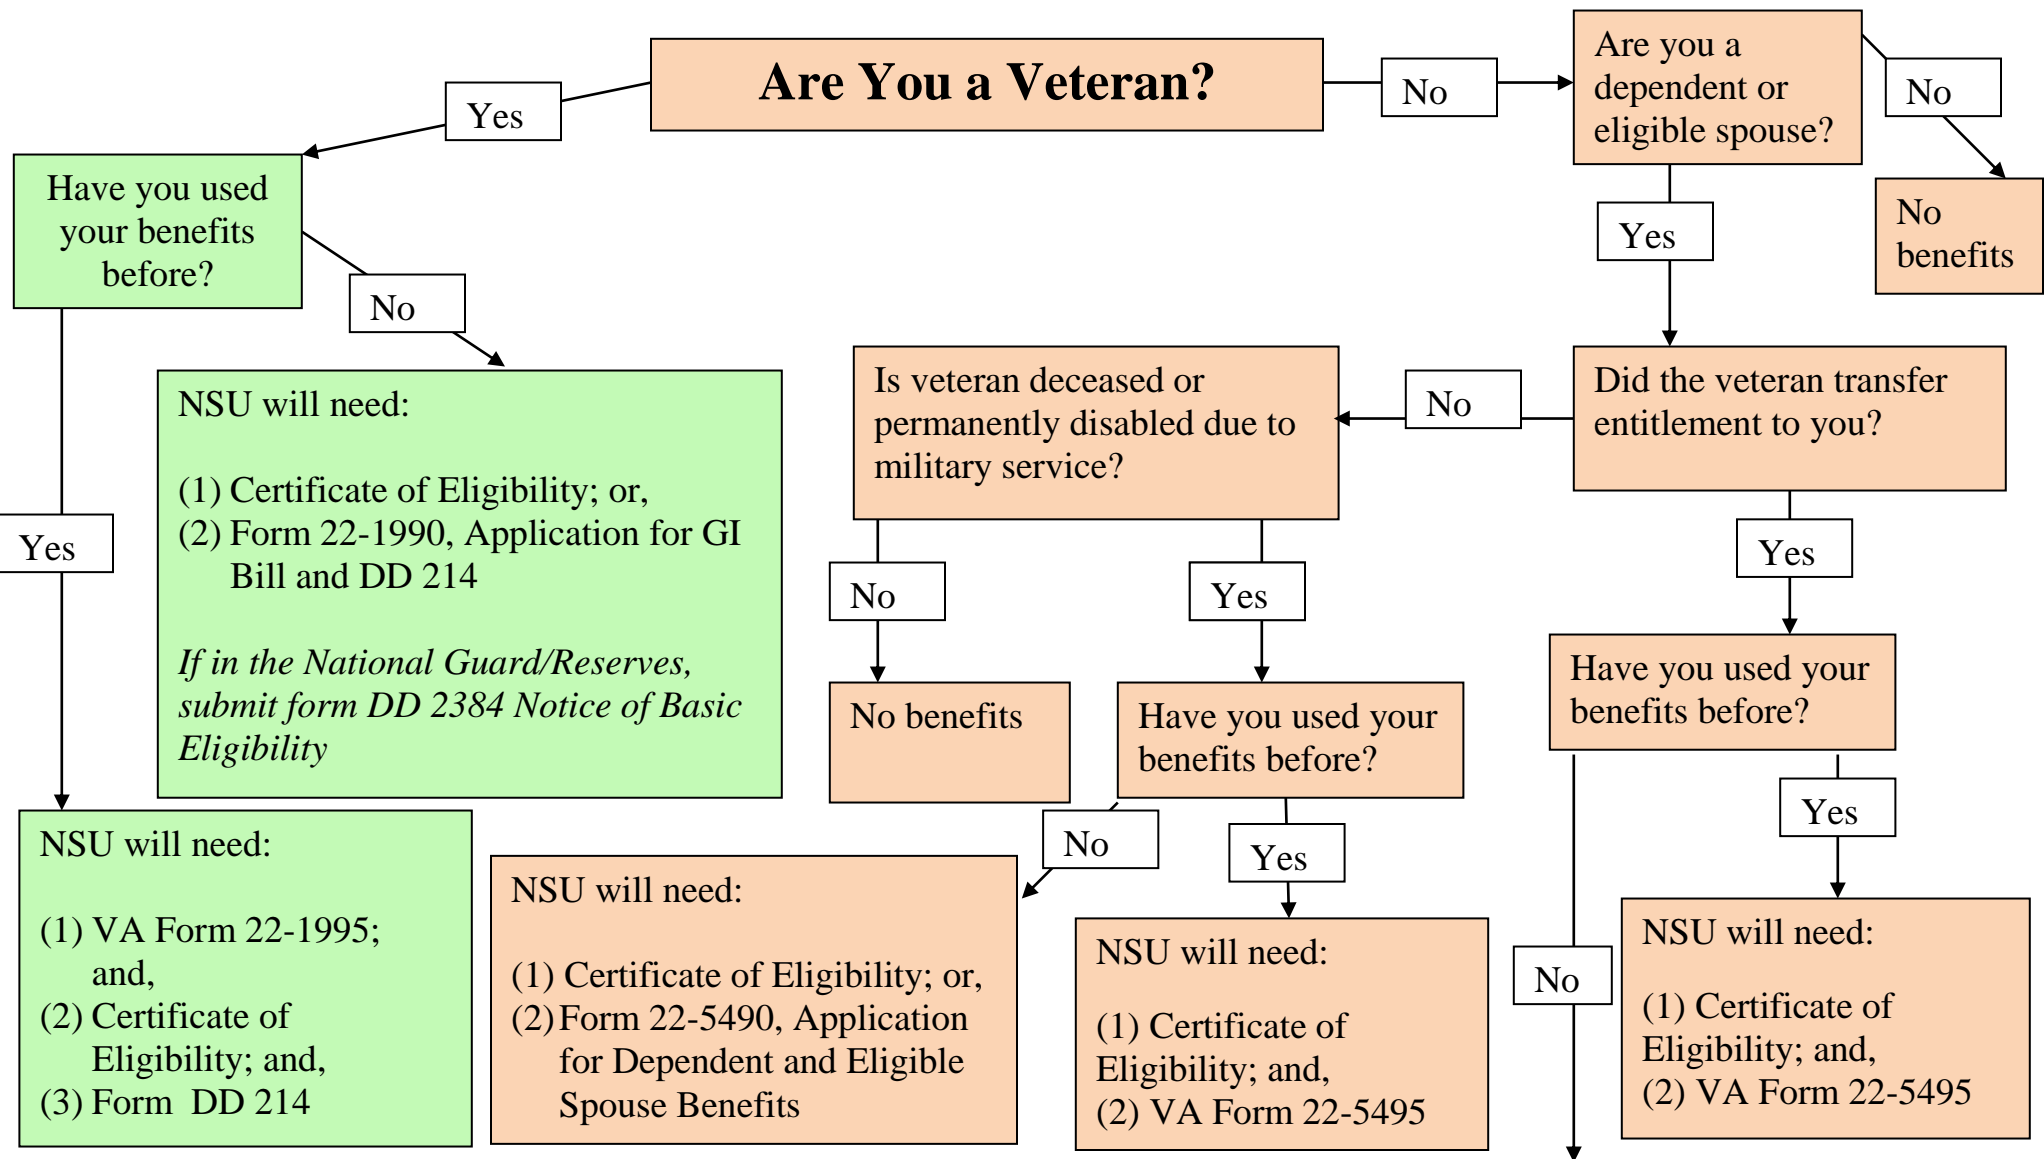 Are You a Veteran?
Yes
No
Are you a
dependent or
eligible spouse?
No
No
benefits
Have you used
your benefits
before?
No
Yes
NSU will need:
(1) Certificate of Eligibility; or,
(2) Form 22-1990, Application for GI
Bill and DD 214
If in the National Guard/Reserves,
submit form DD 2384 Notice of Basic
Eligibility
Yes
NSU will need:
(1) VA Form 22-1995;
and,
(2) Certificate of
Eligibility; and,
(3) Form  DD 214
Did the veteran transfer
entitlement to you?
No
Is veteran deceased or
permanently disabled due to
military service?
No
No benefits
Yes
Have you used your
benefits before?
No
NSU will need:
(1) Certificate of Eligibility; or,
(2) Form 22-5490, Application
for Dependent and Eligible
Spouse Benefits
Yes
NSU will need:
(1) Certificate of
Eligibility; and,
(2) VA Form 22-5495
Yes
Have you used your
benefits before?
No
Yes
NSU will need:
(1) Certificate of
Eligibility; and,
(2) VA Form 22-5495